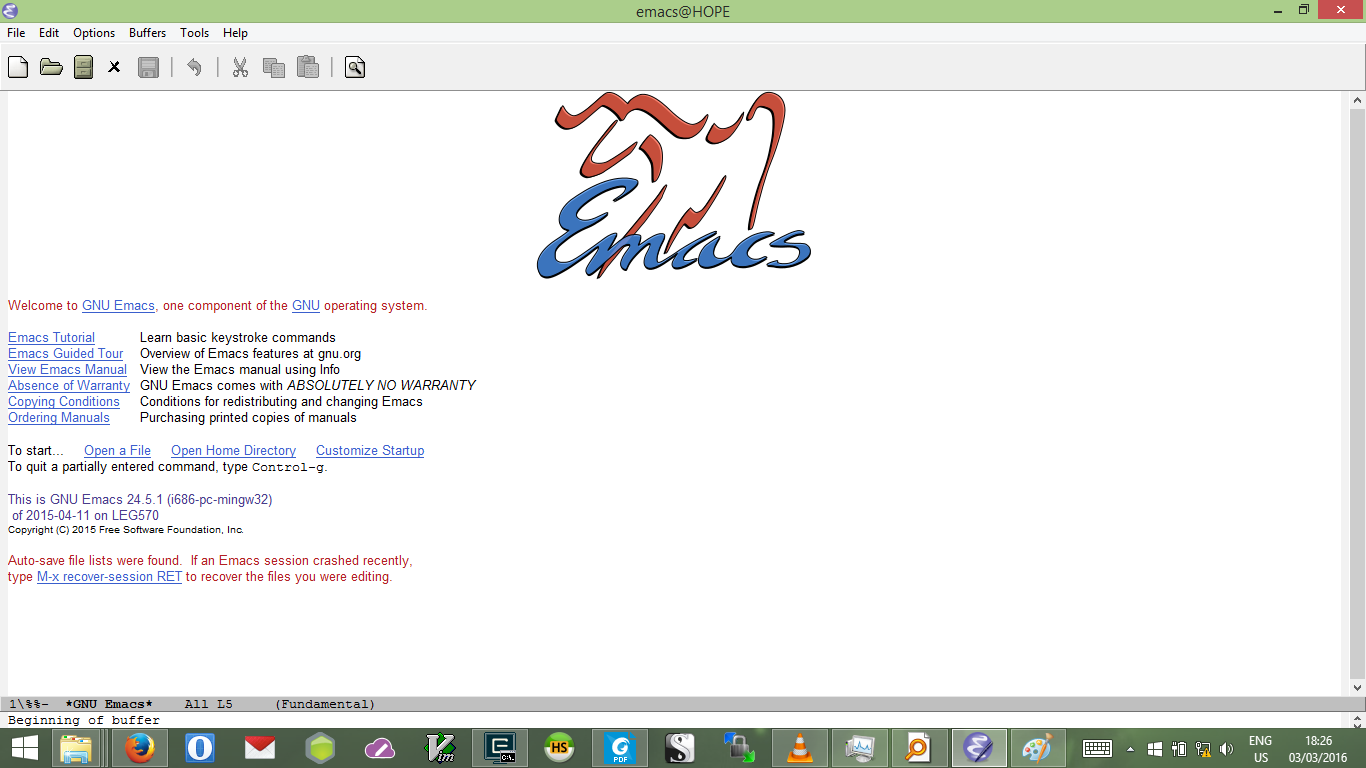 emacs@HOPE
File Edit Options Buffers Tools Help
Emacs
Welcome to GNU Emacs, one component of the GNU operating system.
Emacs Tutorial Learn basic keystroke commands
Emacs Guided Tour Overview of Emacs features at gnu.org
View Emacs Manual View the Emacs manual using Info
Absence of Warranty GNU Emacs comes with ABSOLUTELY NO WARRANTY
Copying Conditions Conditions for redistributing and changing Emacs
Ordering Manuals Purchasing printed copies of manuals
To start... Open a File Open Home Directory Customize Startup
To quit a partially entered command, type Control-g.
This is GNU Emacs 24.5.1 (i686-pc-mingw32)
of 2015-04-11 on LEG570
Copyright (C) 2015 Free Software Foundation, Inc.
Auto-save file lists were found. If an Emacs session crashed recently,
type M-x recover-session RET to recover the files you were editing.
1\%%- *GNU Emacs* All L5 (Fundamental)
Beginning of buffer
Vim C:\ HS G PDF S ENG 18:26
US 03/03/2016